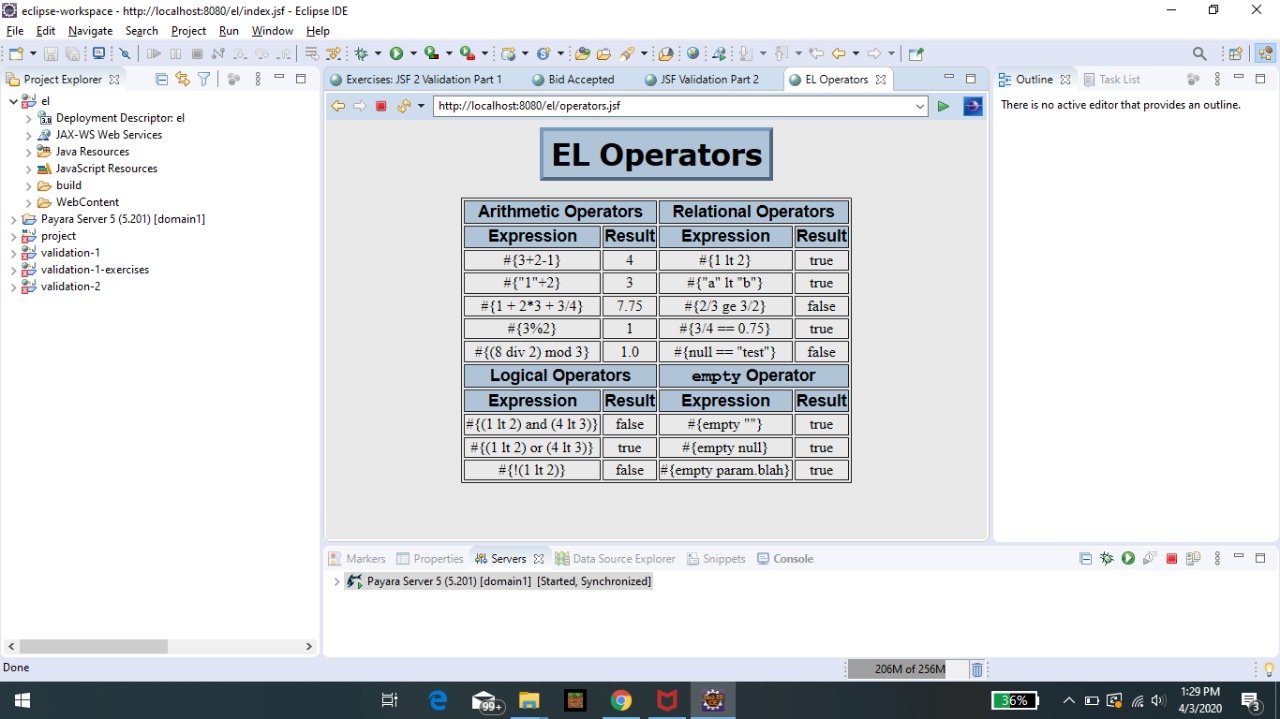 eclipse-workspace - http://localhost:8080/el/index.jsf - Eclipse IDE
File Edit Navigate Search Project Run Window Help
Project Explorer
el
Deployment Descriptor: el
3.0
JAX-WS Web Services
Java Resources
JavaScript Resources
build
WebContent
Payara Server 5 (5.201) [domain1]
project
validation-1
validation-1-exercises
validation-2
Exercises: JSF 2 Validation Part 1 Bid Accepted JSF Validation Part 2 EL Operators
http://localhost:8080/el/operators.jsf
EL Operators
Arithmetic Operators Relational Operators
Expression Result Expression Result
#{3+2-1} 4 #{1 lt 2} true
#{"1"+2} 3 #{"a" lt "b"} true
#{1 + 2*3 + 3/4} 7.75 #{2/3 ge 3/2} false
#{3%2} 1 #{3/4 == 0.75} true
#{(8 div 2) mod 3} 1.0 #{null == "test"} false
Logical Operators empty Operator
Expression Result Expression Result
#{(1 lt 2) and (4 lt 3)} false #{empty ""} true
#{(1 lt 2) or (4 lt 3)} true #{empty null} true
#{!(1 lt 2)} false #{empty param.blah} true
Outline Task List
There is no active editor that provides an outline.
Markers Properties Servers Data Source Explorer Snippets Console
Payara Server 5 (5.201) [domain1] [Started, Synchronized]
Done
206M of 256M
99+
36%
1:29 PM
4/3/2020
3